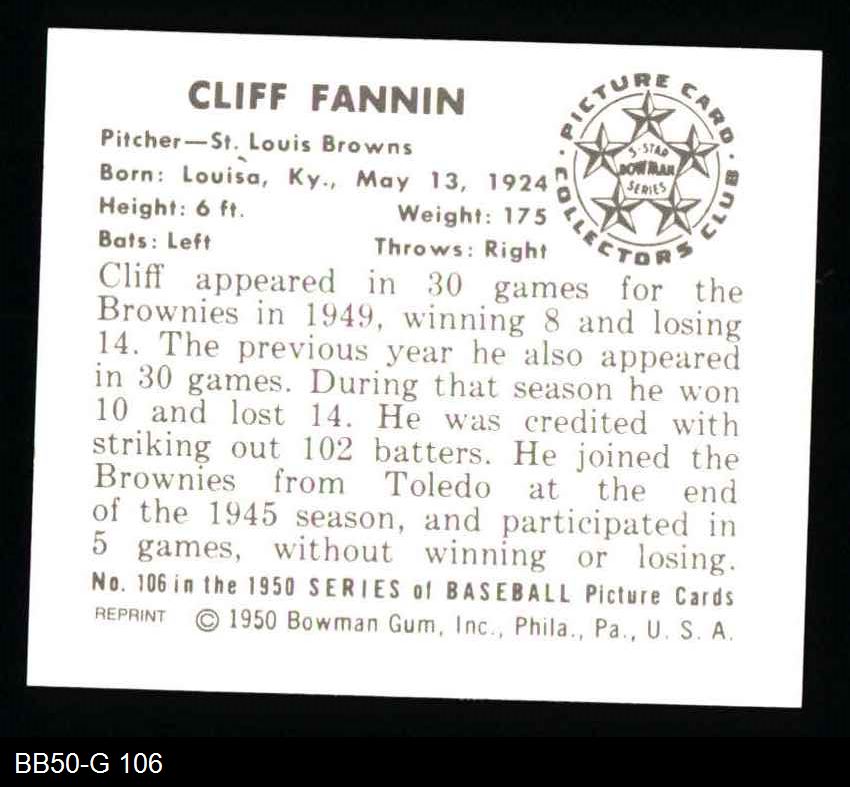 CLIFF FANNIN
Pitcher—St. Louis Browns
Born: Louisa, Ky., May 13, 1924
Height: 6 ft. Weight: 175
Bats: Left Throws: Right
PICTURE CARD
COLLECTORS CLUB
5-STAR
BOWMAN
SERIES
Cliff appeared in 30 games for the
Brownies in 1949, winning 8 and losing
14. The previous year he also appeared
in 30 games. During that season he won
10 and lost 14. He was credited with
striking out 102 batters. He joined the
Brownies from Toledo at the end
of the 1945 season, and participated in
5 games, without winning or losing.
No. 106 in the 1950 SERIES of BASEBALL Picture Cards
REPRINT © 1950 Bowman Gum, Inc., Phila., Pa., U. S. A.
BB50-G 106